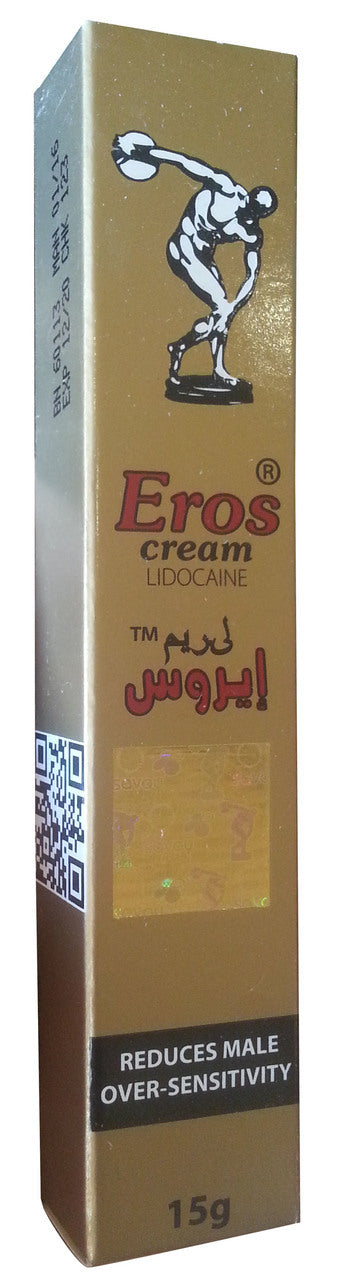 BN 60113 MAN 01/16
EXP 12/20 CHK 123
Eros®
cream
LIDOCAINE
كريم™
إيروس
REDUCES MALE
OVER-SENSITIVITY
15g